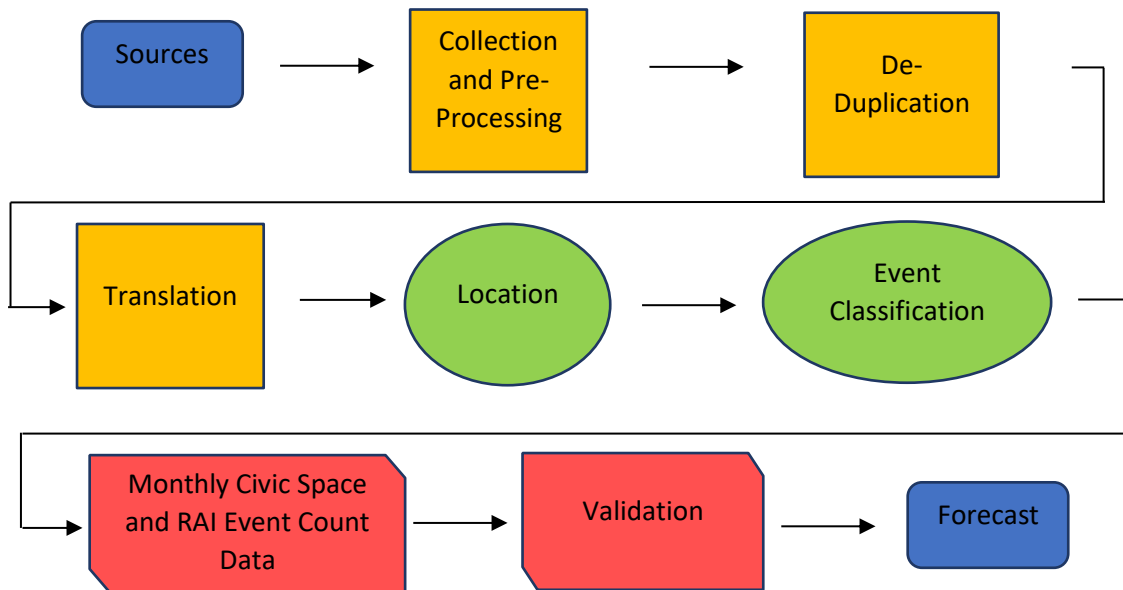 Sources
Collection
and Pre-
Processing
De-
Duplication
Translation
Location
Event
Classification
Monthly Civic Space
and RAI Event Count
Data
Validation
Forecast